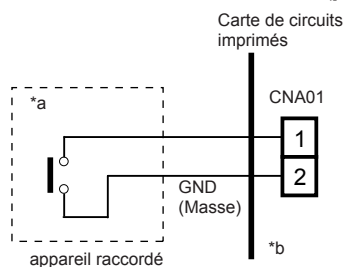 Carte de circuits
imprimés
CNA01
*a
1
2
GND
(Masse)
*b
appareil raccordé